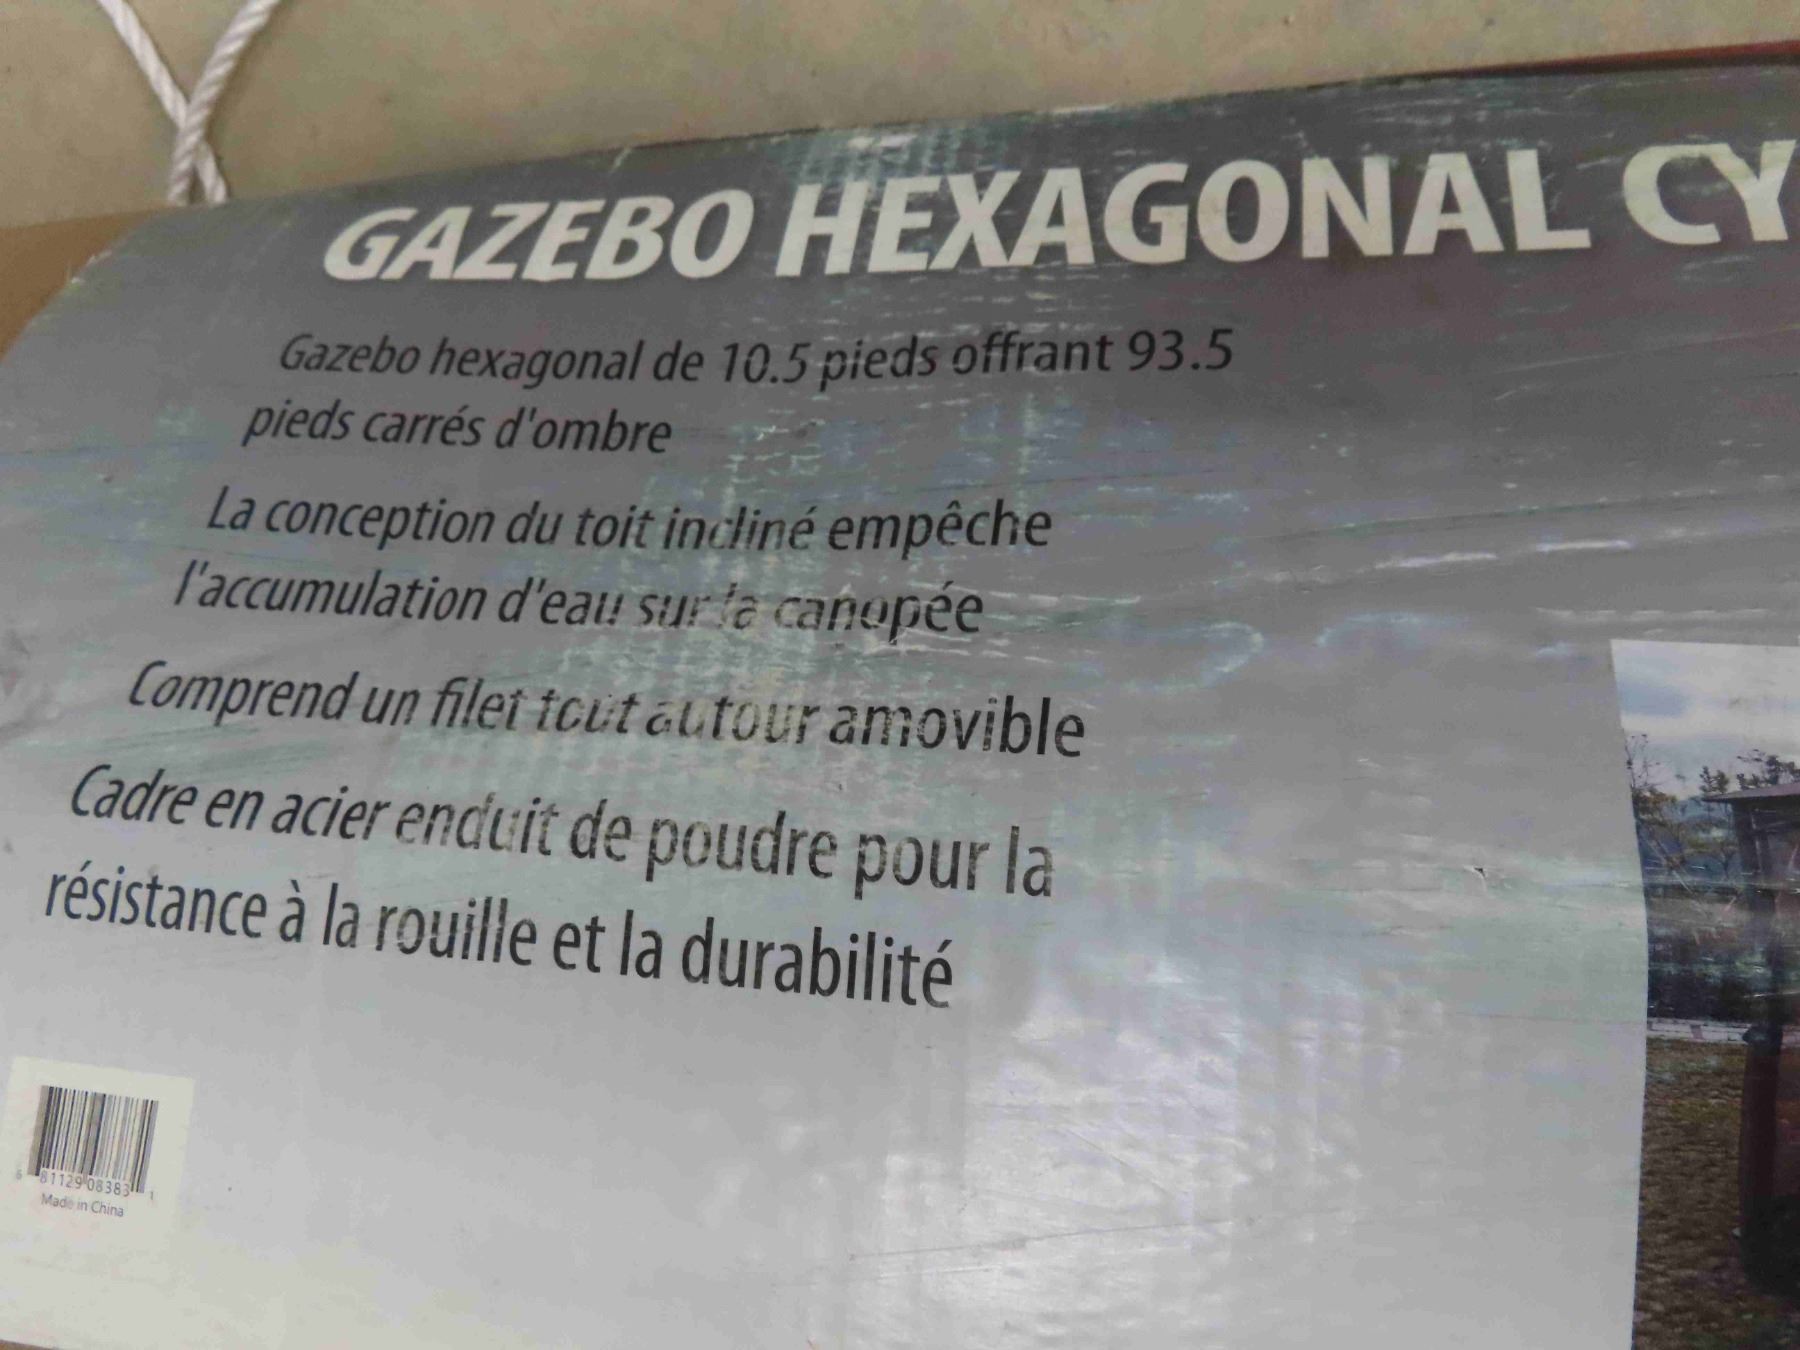 GAZEBO HEXAGONAL CY
Gazebo hexagonal de 10.5 pieds offrant 93.5
pieds carrés d'ombre
La conception du toit incliné empêche
l'accumulation d'eau sur la canopée
Comprend un filet tout autour amovible
Cadre en acier enduit de poudre pour la
résistance à la rouille et la durabilité
6 81129 08383 1
Made in China